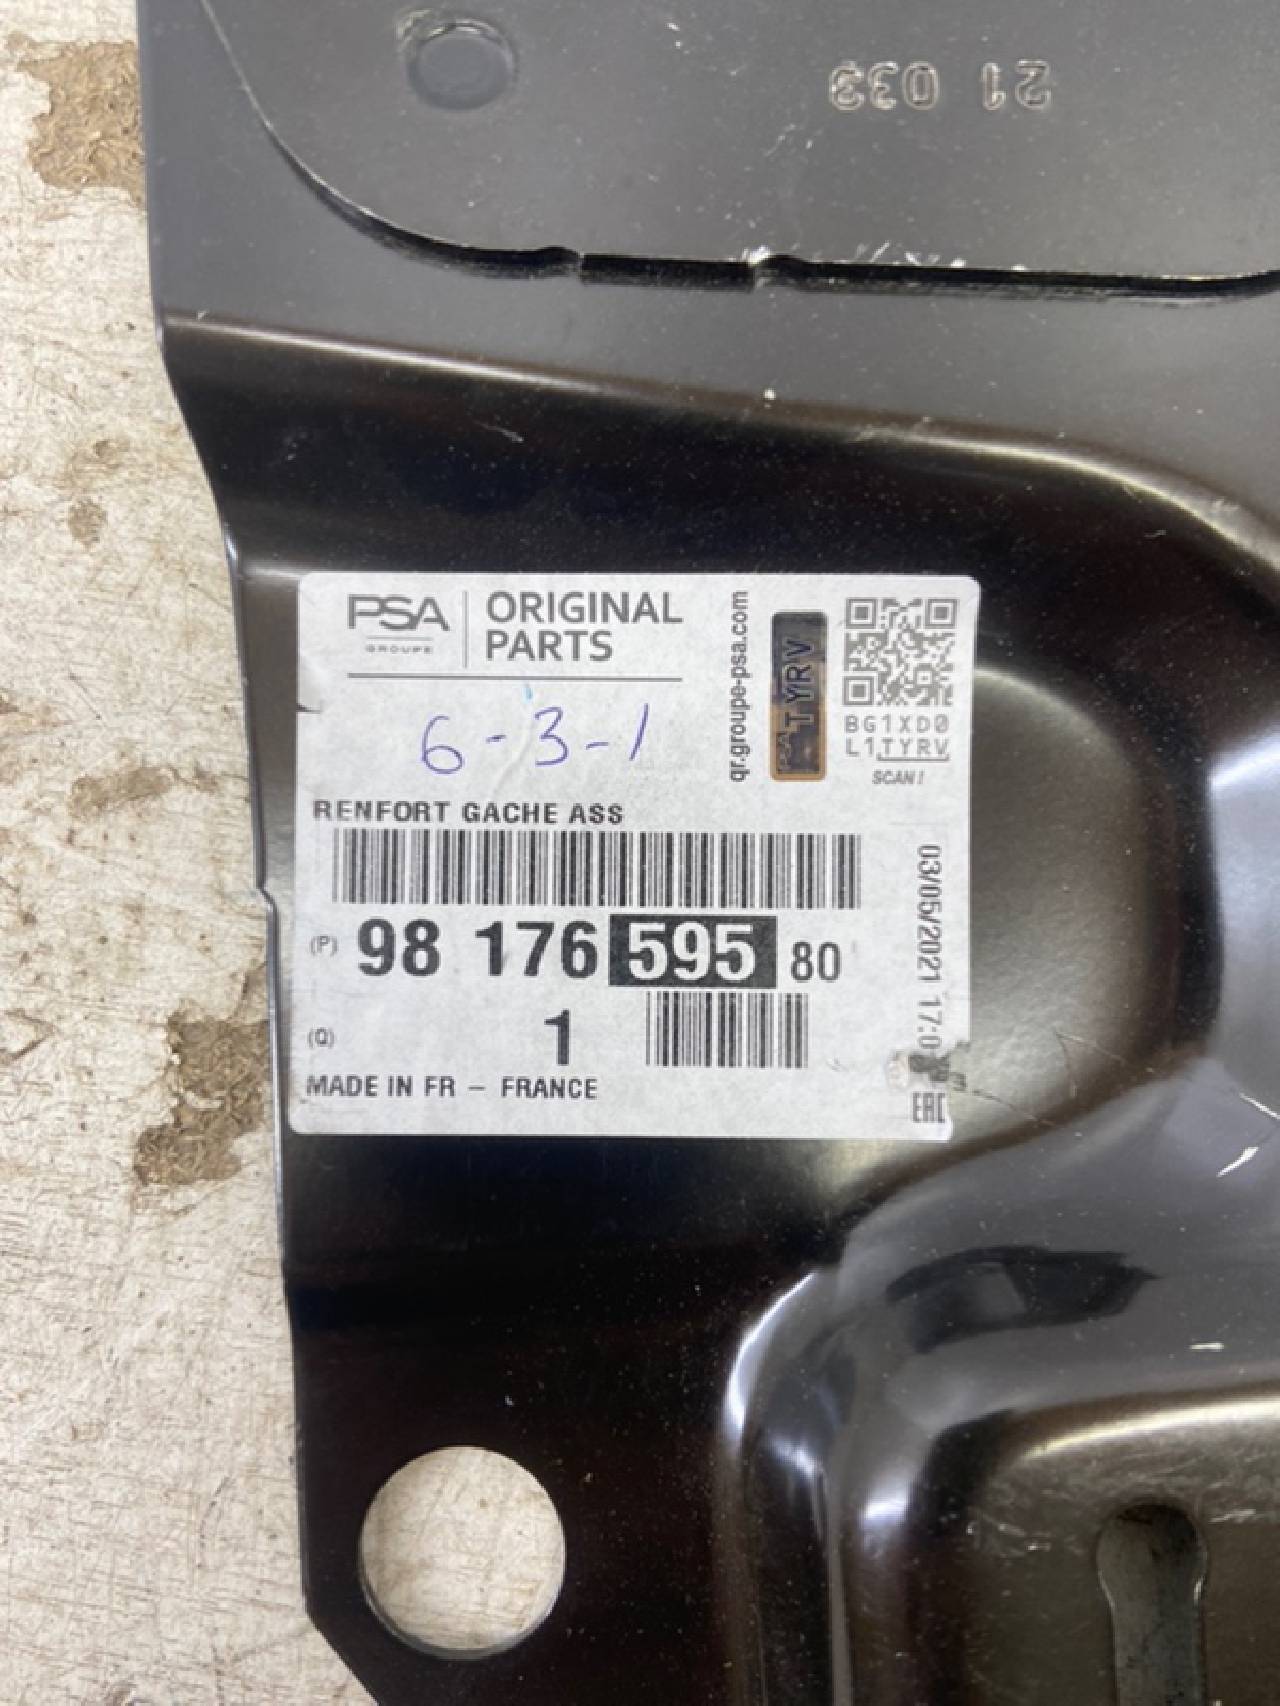 21 033
PSA
GROUPE
ORIGINAL
PARTS
qr.groupe-psa.com
TYRV
BG1XD0
L1TYRV
SCAN!
6-3-1
RENFORT GACHE ASS
(P) 98 176 595 80
(Q) 1
MADE IN FR – FRANCE
03/05/2021 17:0
EAC